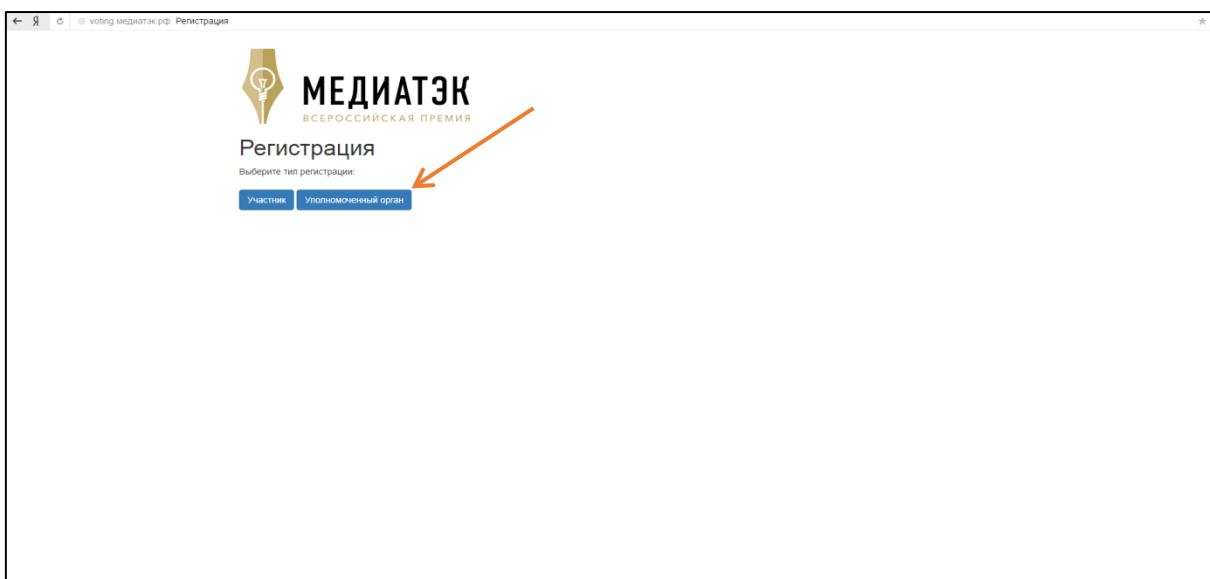 Я voting.медиатэк.рф Регистрация
МЕДИАТЭК
ВСЕРОССИЙСКАЯ ПРЕМИЯ
Регистрация
Выберите тип регистрации:
Участник Уполномоченный орган